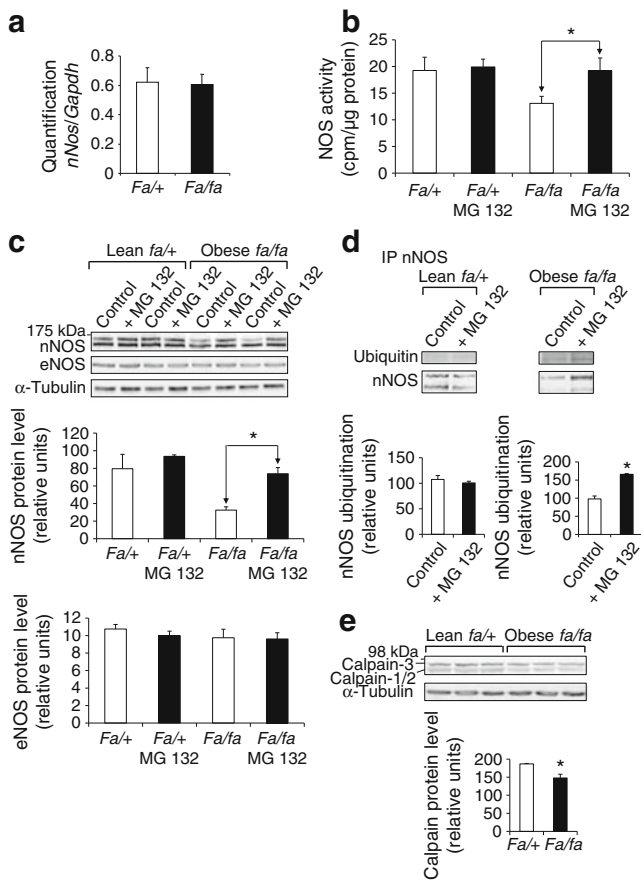 a
Quantification
nNos/Gapdh
0.8
0.6
0.4
0.2
0
Fa/+
Fa/fa
b
NOS activity
(cpm/µg protein)
25
20
15
10
5
0
*
Fa/+
Fa/+
MG 132
Fa/fa
Fa/fa
MG 132
c
Lean fa/+
Obese fa/fa
Control
+ MG 132
Control
+ MG 132
Control
+ MG 132
Control
+ MG 132
175 kDa
nNOS
eNOS
α-Tubulin
nNOS protein level
(relative units)
120
100
80
60
40
20
0
*
Fa/+
Fa/+
MG 132
Fa/fa
Fa/fa
MG 132
eNOS protein level
(relative units)
12
10
8
6
4
2
0
Fa/+
Fa/+
MG 132
Fa/fa
Fa/fa
MG 132
d
IP nNOS
Lean fa/+
Obese fa/fa
Control
+ MG 132
Control
+ MG 132
Ubiquitin
nNOS
nNOS ubiquitination
(relative units)
150
100
50
0
Control
+ MG 132
nNOS ubiquitination
(relative units)
200
150
100
50
0
*
Control
+ MG 132
e
Lean fa/+
Obese fa/fa
98 kDa
Calpain-3
Calpain-1/2
α-Tubulin
Calpain protein level
(relative units)
200
150
100
50
0
*
Fa/+
Fa/fa